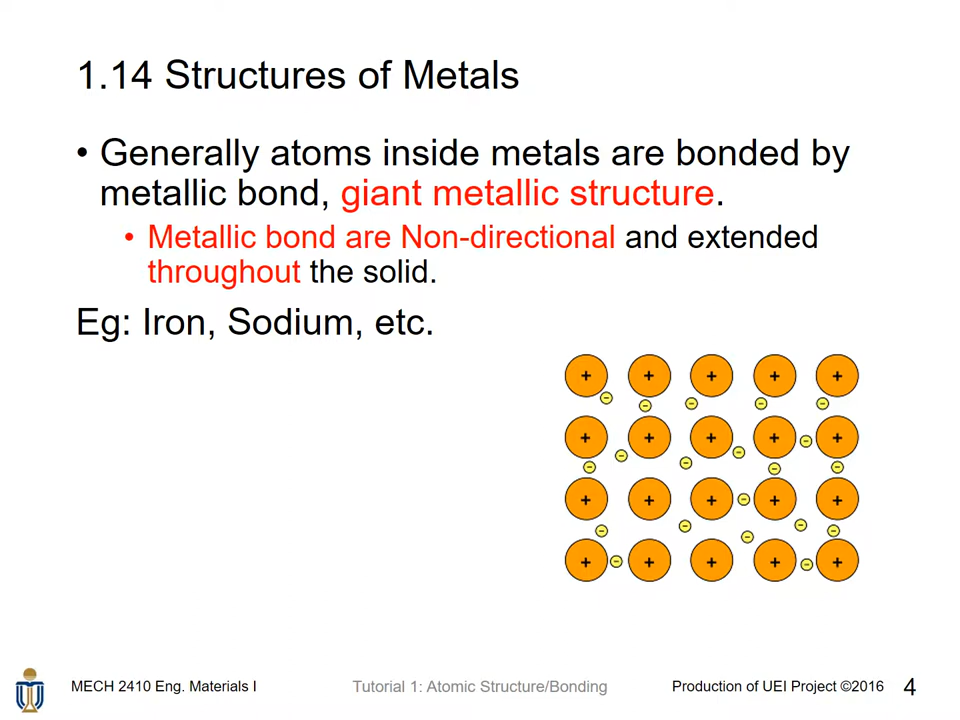 1.14 Structures of Metals
• Generally atoms inside metals are bonded by
metallic bond, giant metallic structure.
• Metallic bond are Non-directional and extended
throughout the solid.
Eg: Iron, Sodium, etc.
+ + + + +
- - - - -
+ + + + - +
- - - - - - -
+ + + - + +
- - - - -
+ - + + + - +
MECH 2410 Eng. Materials I
Tutorial 1: Atomic Structure/Bonding
Production of UEI Project ©2016
4